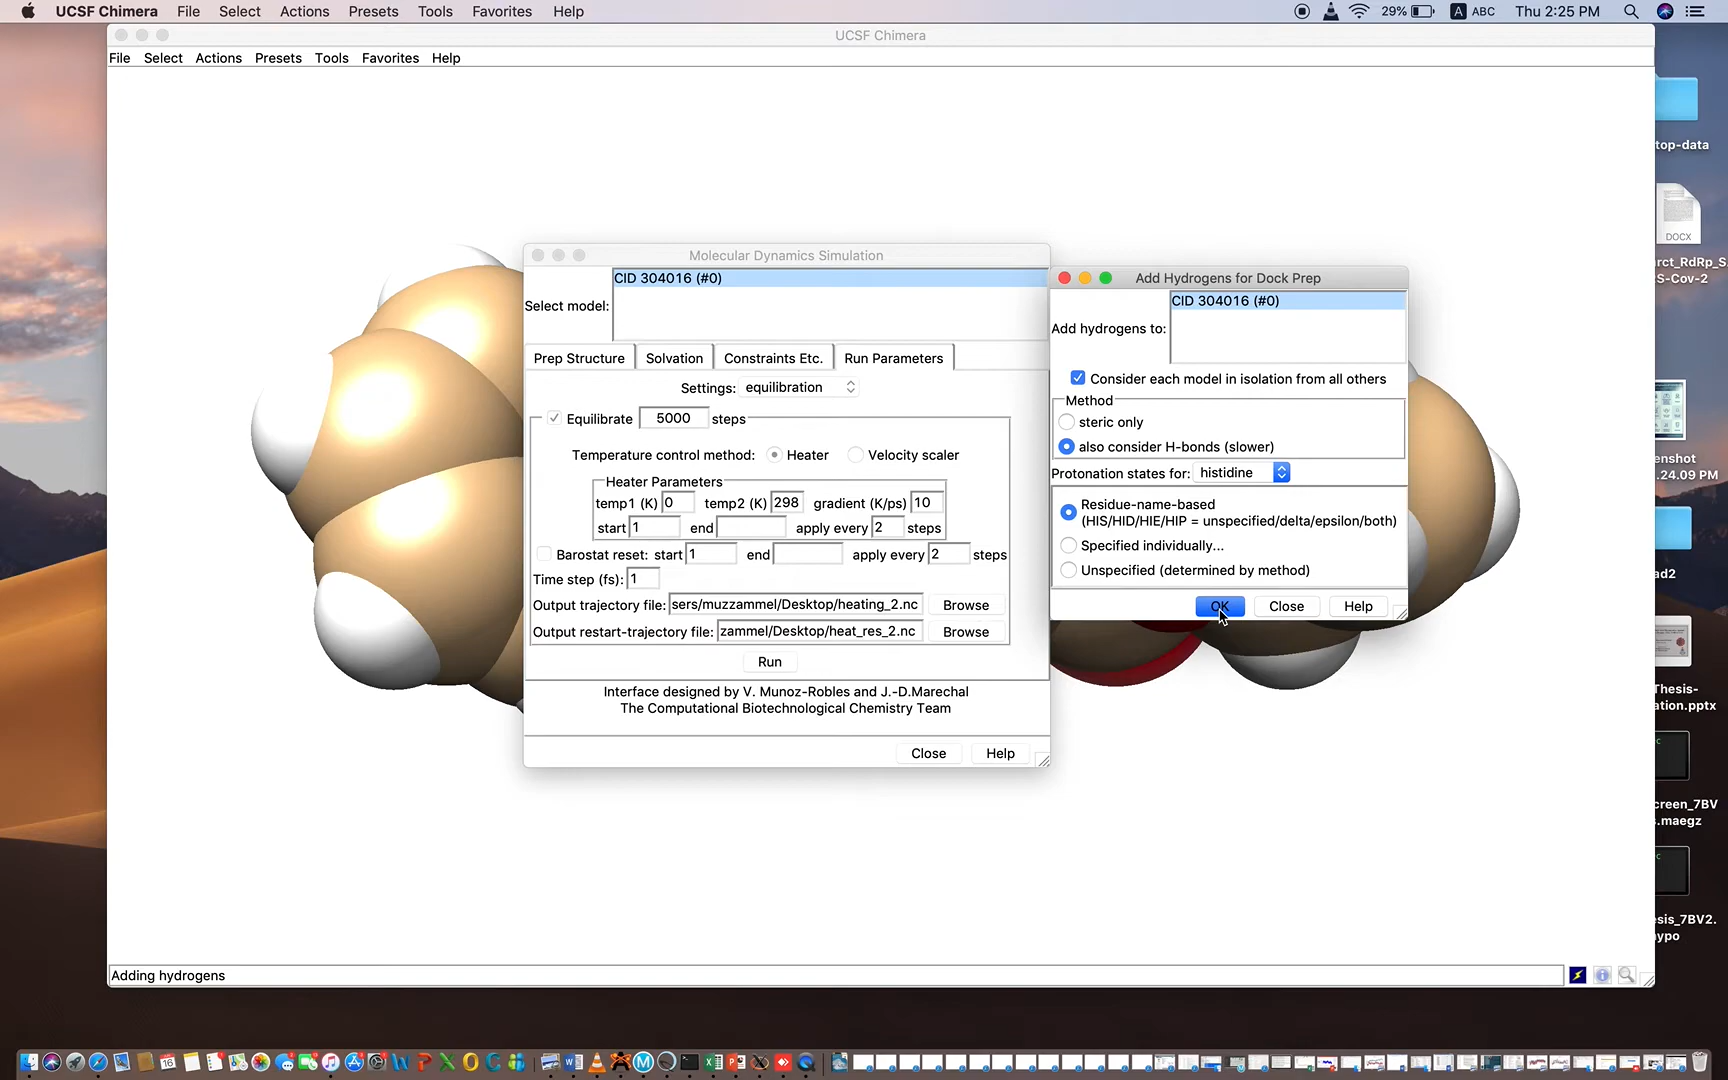 UCSF Chimera File Select Actions Presets Tools Favorites Help 29% A ABC Thu 2:25 PM
UCSF Chimera
File Select Actions Presets Tools Favorites Help
Molecular Dynamics Simulation
Select model: CID 304016 (#0)
Prep Structure Solvation Constraints Etc. Run Parameters
Settings: equilibration
Equilibrate 5000 steps
Temperature control method: Heater Velocity scaler
Heater Parameters
temp1 (K) 0 temp2 (K) 298 gradient (K/ps) 10
start 1 end apply every 2 steps
Barostat reset: start 1 end apply every 2 steps
Time step (fs): 1
Output trajectory file: sers/muzzammel/Desktop/heating_2.nc Browse
Output restart-trajectory file: zammel/Desktop/heat_res_2.nc Browse
Run
Interface designed by V. Munoz-Robles and J.-D.Marechal
The Computational Biotechnological Chemistry Team
Close Help
Add Hydrogens for Dock Prep
Add hydrogens to: CID 304016 (#0)
Consider each model in isolation from all others
Method
steric only
also consider H-bonds (slower)
Protonation states for: histidine
Residue-name-based
(HIS/HID/HIE/HIP = unspecified/delta/epsilon/both)
Specified individually...
Unspecified (determined by method)
OK Close Help
Adding hydrogens
top-data
DOCX
rct_RdRp_S
S-Cov-2
enshot
.24.09 PM
ad2
Thesis-
ation.pptx
creen_7BV
.maegz
esis_7BV2.
ypo